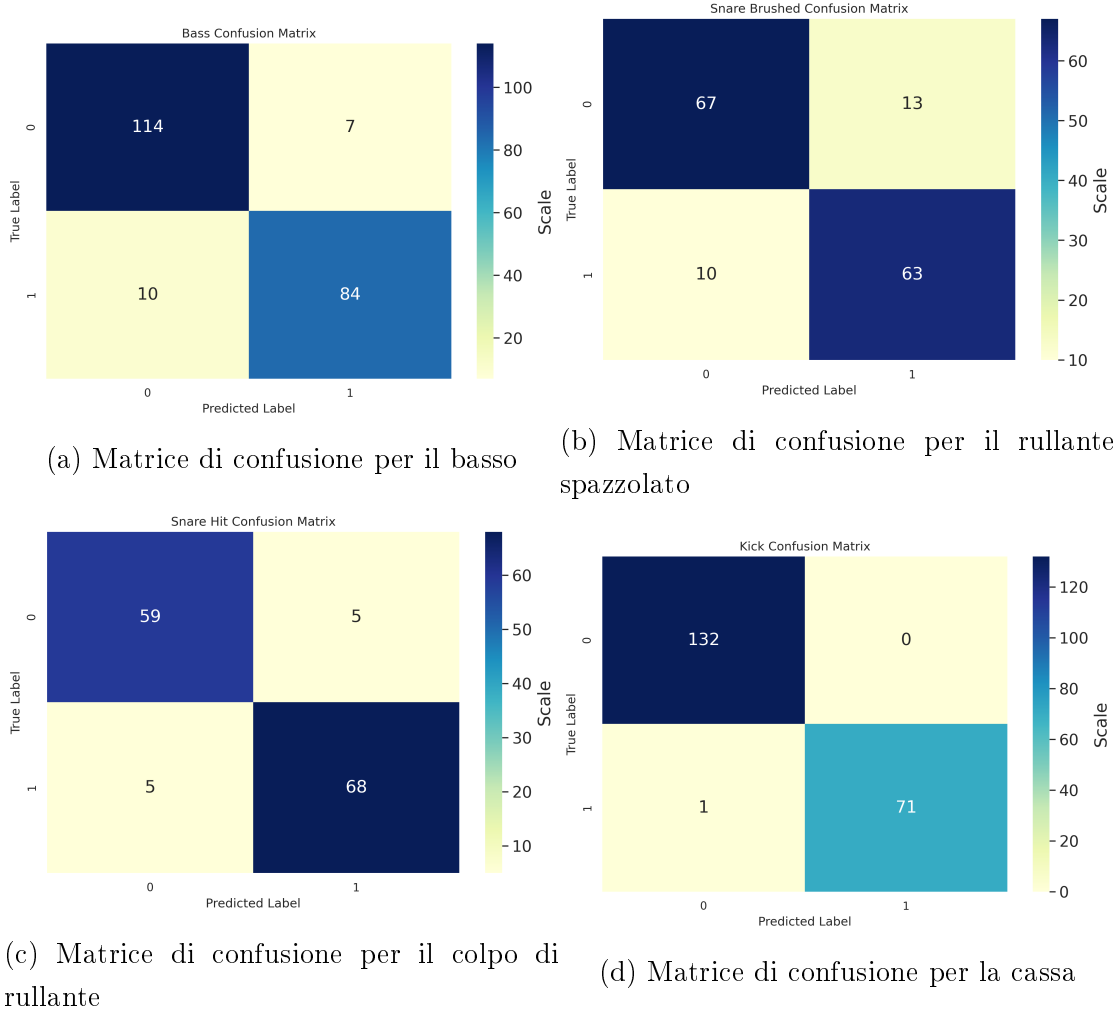 Bass Confusion Matrix
0
1
True Label
114
7
10
84
0
1
Predicted Label
100
80
60
40
20
Scale
(a) Matrice di confusione per il basso
Snare Brushed Confusion Matrix
0
1
True Label
67
13
10
63
0
1
Predicted Label
60
50
40
30
20
10
Scale
(b) Matrice di confusione per il rullante
spazzolato
Snare Hit Confusion Matrix
0
1
True Label
59
5
5
68
0
1
Predicted Label
60
50
40
30
20
10
Scale
(c) Matrice di confusione per il colpo di
rullante
Kick Confusion Matrix
0
1
True Label
132
0
1
71
0
1
Predicted Label
120
100
80
60
40
20
0
Scale
(d) Matrice di confusione per la cassa